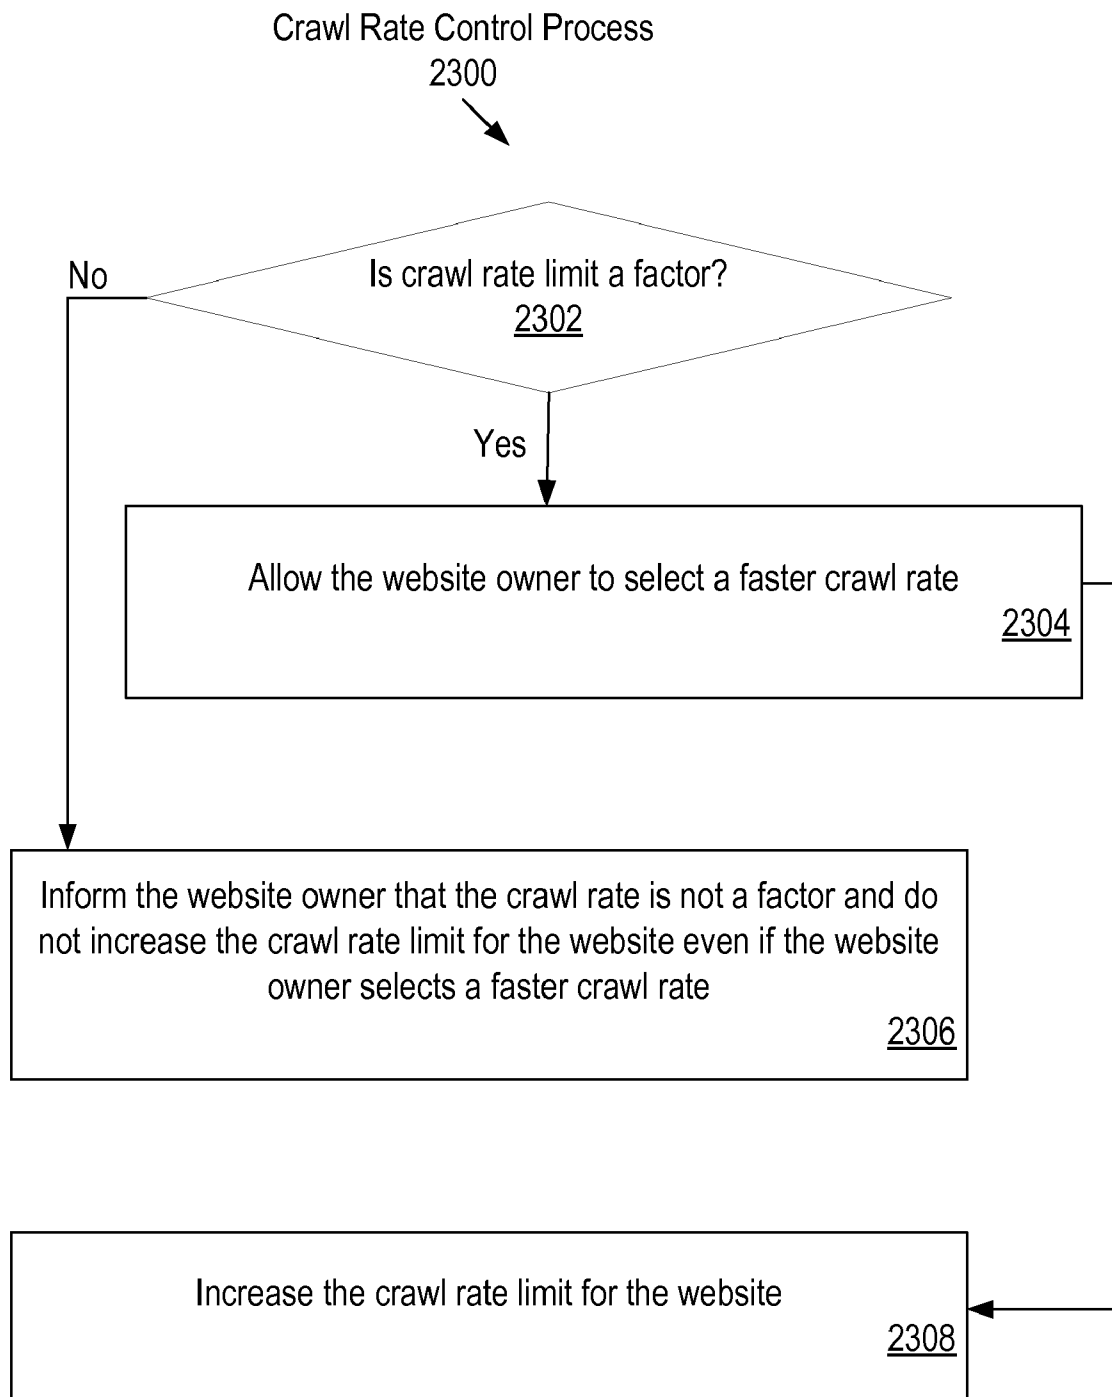 Crawl Rate Control Process
2300
Is crawl rate limit a factor?
2302
No
Yes
Allow the website owner to select a faster crawl rate
2304
Inform the website owner that the crawl rate is not a factor and do
not increase the crawl rate limit for the website even if the website
owner selects a faster crawl rate
2306
Increase the crawl rate limit for the website
2308